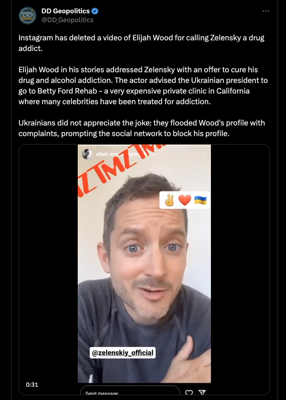 DD Geopolitics
@DD_Geopolitics
Instagram has deleted a video of Elijah Wood for calling Zelensky a drug
addict.
Elijah Wood in his stories addressed Zelensky with an offer to cure his
drug and alcohol addiction. The actor advised the Ukrainian president to
go to Betty Ford Rehab - a very expensive private clinic in California
where many celebrities have been treated for addiction.
Ukrainians did not appreciate the joke: they flooded Wood's profile with
complaints, prompting the social network to block his profile.
TMZ TMZ TMZ
@zelenskiy_official
0:31
Send message